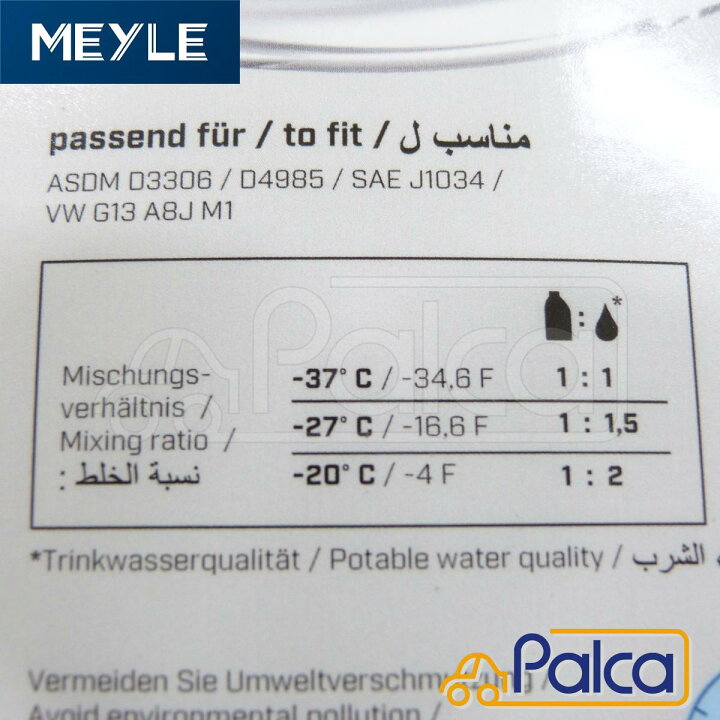 MEYLE
passend für / to fit / مناسب ل
ASDM D3306 / D4985 / SAE J1034 /
VW G13 A8J M1
: *
Mischungs-
verhältnis /
Mixing ratio /
نسبة الخلط :
-37° C / -34,6 F 1 : 1
-27° C / -16,6 F 1 : 1,5
-20° C / -4 F 1 : 2
Palca
*Trinkwasserqualität / Potable water quality / الشرب
Vermeiden Sie Umweltverschmutzung /
Avoid environmental pollution /
Palca